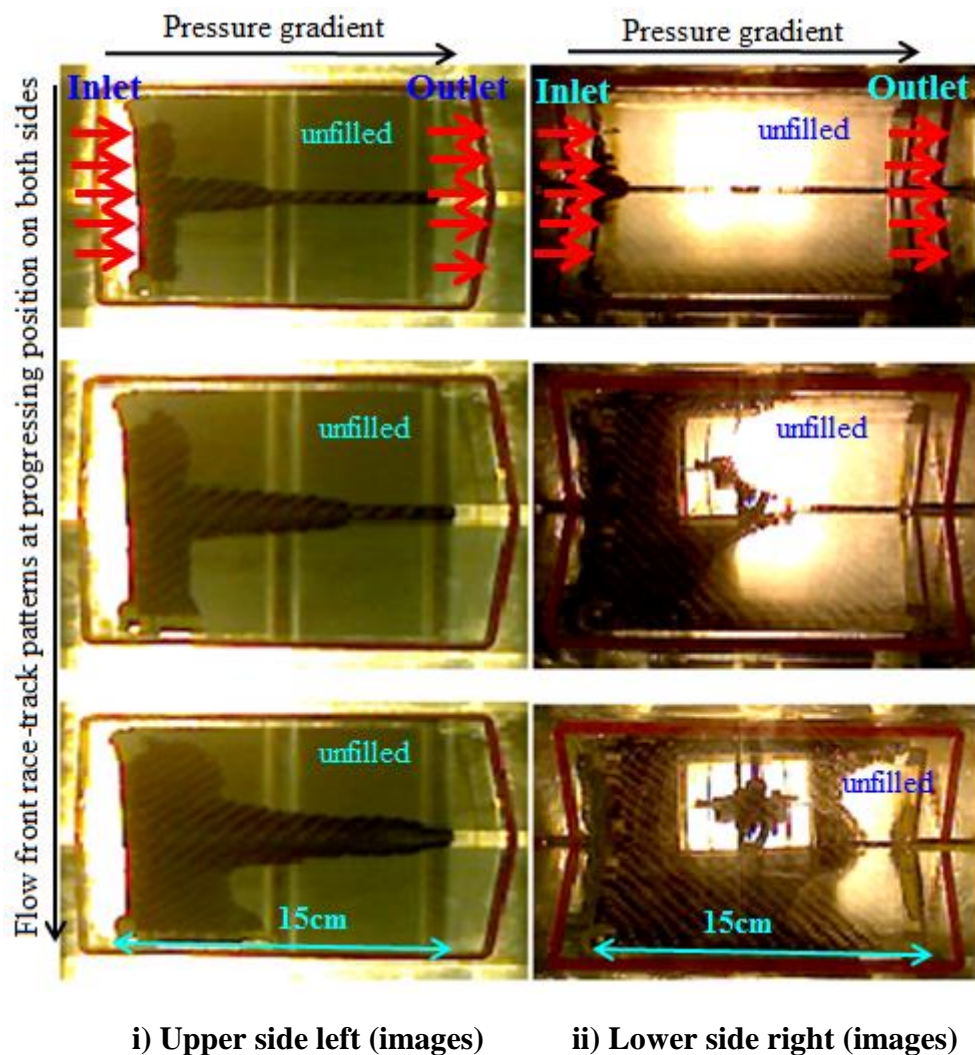 Pressure gradient
Pressure gradient
Flow front race-track patterns at progressing position on both sides
Inlet
Outlet
unfilled
Inlet
Outlet
unfilled
unfilled
unfilled
unfilled
15cm
unfilled
15cm
i) Upper side left (images)
ii) Lower side right (images)